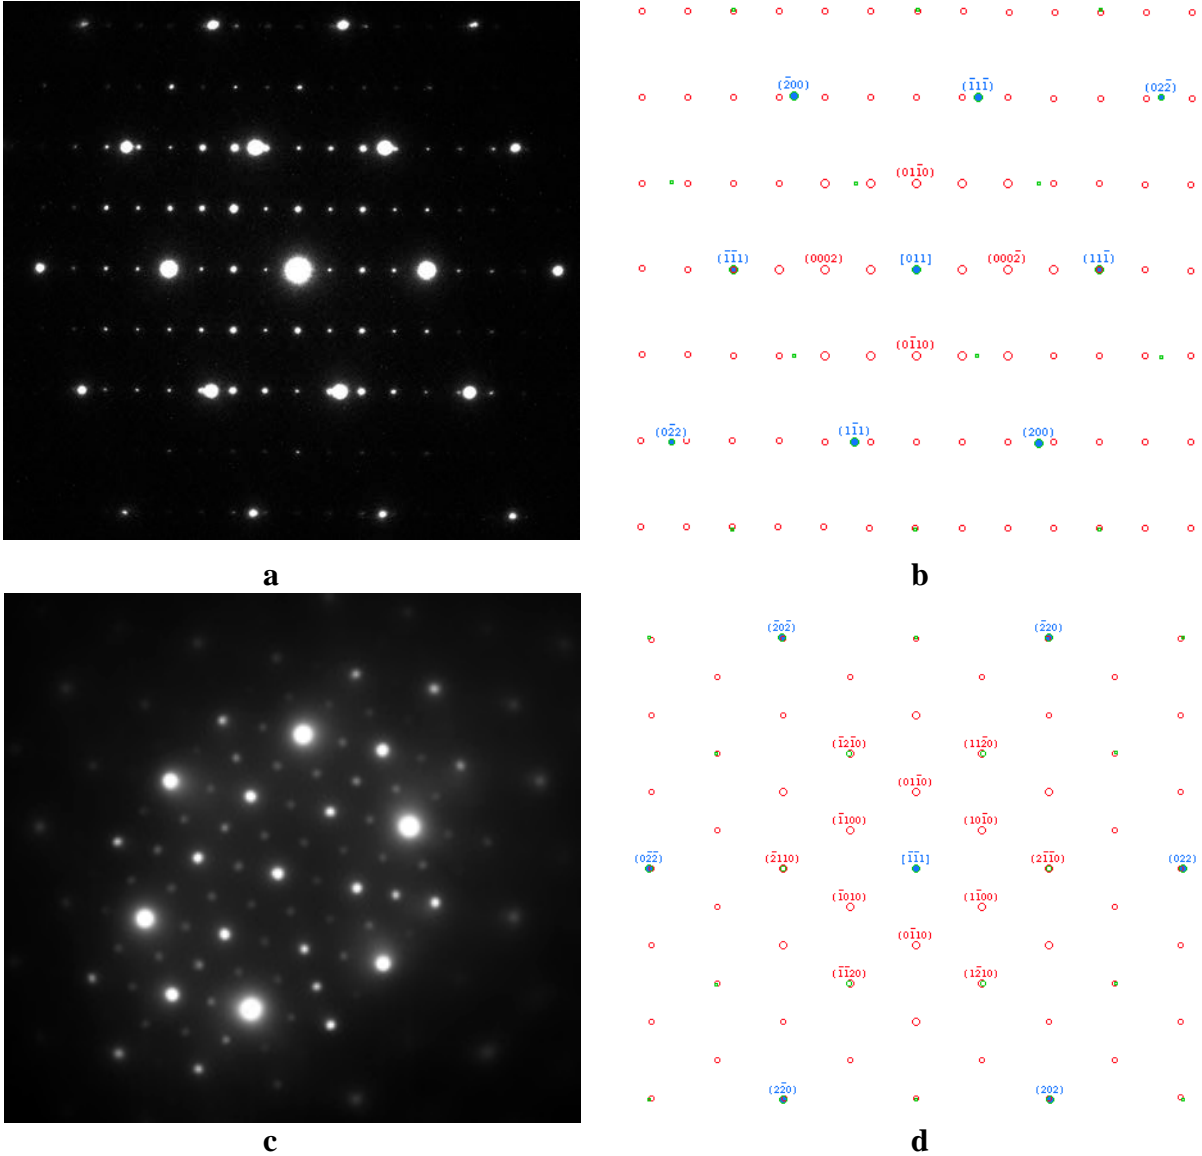 (2̄00) (1̄11̄) (022̄)
(011̄0)
(1̄1̄1) (0002) [011] (0002̄) (111̄)
(01̄10)
(02̄2) (11̄1) (200)
a b
(2̄02̄) (2̄20)
(1̄21̄0) (112̄0)
(011̄0)
(1̄100) (101̄0)
(02̄2̄) (2̄110) [1̄1̄1] (21̄1̄0) (022)
(1̄010) (11̄00)
(01̄10)
(1̄1̄20) (12̄10)
(22̄0) (202)
c d